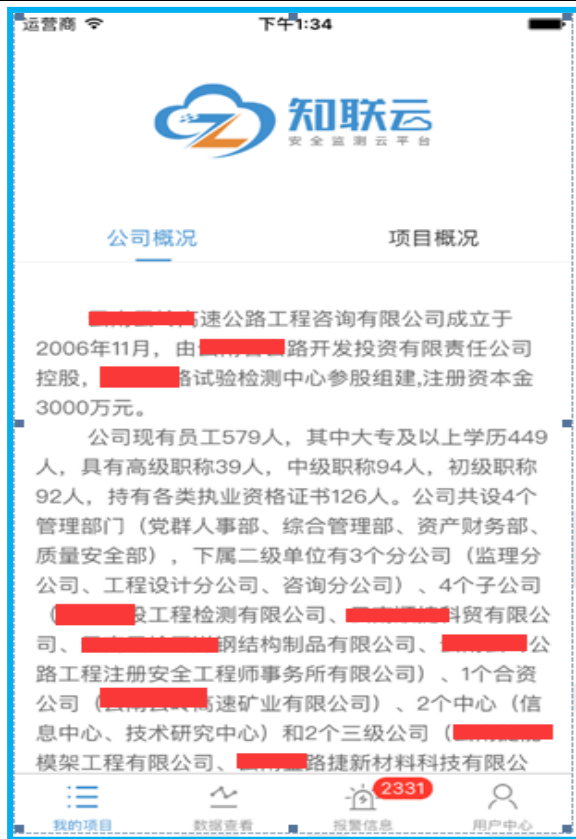 运营商 下午1:34
知联云
安全监测云平台
公司概况 项目概况
高速公路工程咨询有限公司成立于
2006年11月，由 路开发投资有限责任公司
控股， 路试验检测中心参股组建,注册资本金
3000万元。
公司现有员工579人，其中大专及以上学历449
人，具有高级职称39人，中级职称94人，初级职称
92人，持有各类执业资格证书126人。公司共设4个
管理部门（党群人事部、综合管理部、资产财务部、
质量安全部），下属二级单位有3个分公司（监理分
公司、工程设计分公司、咨询分公司）、4个子公司
（ 工程检测有限公司、 科贸有限公
司、 钢结构制品有限公司、 公
路工程注册安全工程师事务所有限公司）、1个合资
公司（ 高速矿业有限公司）、2个中心（信
息中心、技术研究中心）和2个三级公司（
模架工程有限公司、 路捷新材料科技有限公
2331
我的项目 数据查看 报警信息 用户中心